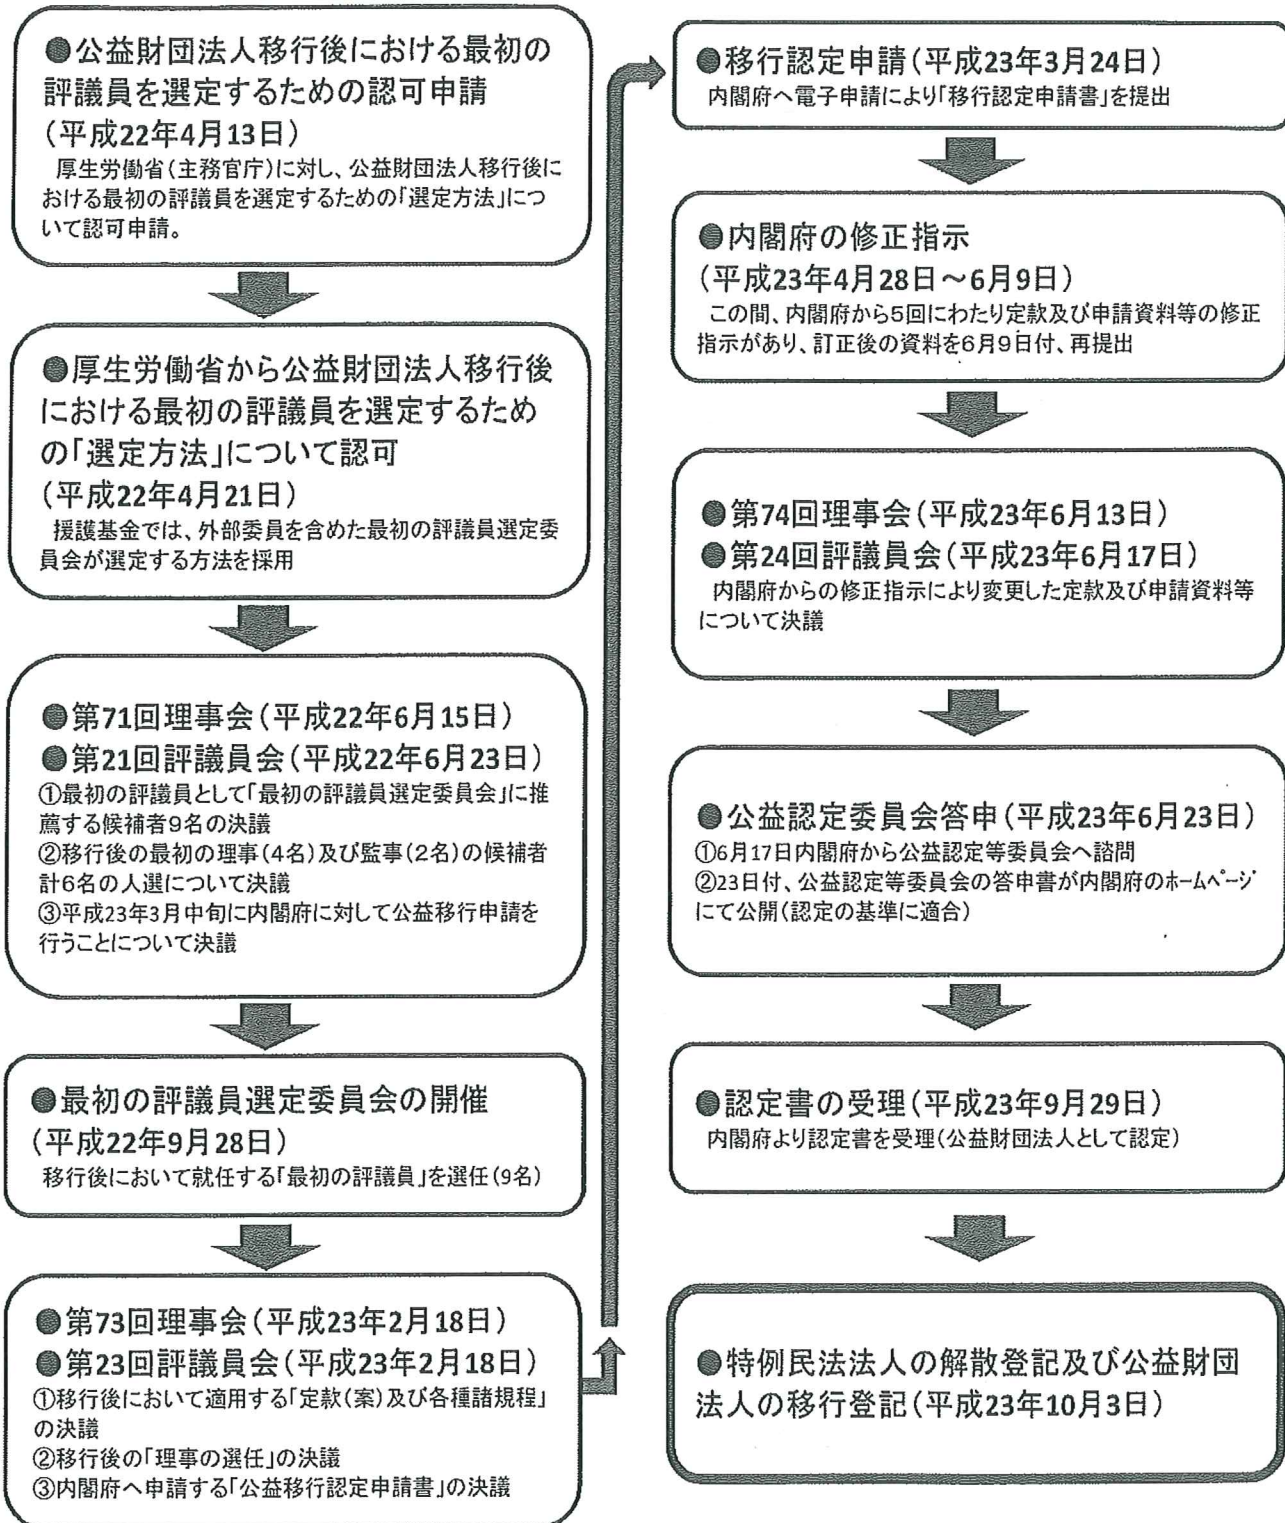 ●公益財団法人移行後における最初の
評議員を選定するための認可申請
(平成22年4月13日)
厚生労働省(主務官庁)に対し、公益財団法人移行後に
おける最初の評議員を選定するための「選定方法」につ
いて認可申請。
●厚生労働省から公益財団法人移行後
における最初の評議員を選定するため
の「選定方法」について認可
(平成22年4月21日)
援護基金では、外部委員を含めた最初の評議員選定委
員会が選定する方法を採用
●第71回理事会(平成22年6月15日)
●第21回評議員会(平成22年6月23日)
①最初の評議員として「最初の評議員選定委員会」に推
薦する候補者9名の決議
②移行後の最初の理事(4名)及び監事(2名)の候補者
計6名の人選について決議
③平成23年3月中旬に内閣府に対して公益移行申請を
行うことについて決議
●最初の評議員選定委員会の開催
(平成22年9月28日)
移行後において就任する「最初の評議員」を選任(9名)
●第73回理事会(平成23年2月18日)
●第23回評議員会(平成23年2月18日)
①移行後において適用する「定款(案)及び各種諸規程」
の決議
②移行後の「理事の選任」の決議
③内閣府へ申請する「公益移行認定申請書」の決議
●移行認定申請(平成23年3月24日)
内閣府へ電子申請により「移行認定申請書」を提出
●内閣府の修正指示
(平成23年4月28日～6月9日)
この間、内閣府から5回にわたり定款及び申請資料等の修正
指示があり、訂正後の資料を6月9日付、再提出
●第74回理事会(平成23年6月13日)
●第24回評議員会(平成23年6月17日)
内閣府からの修正指示により変更した定款及び申請資料等
について決議
●公益認定委員会答申(平成23年6月23日)
①6月17日内閣府から公益認定等委員会へ諮問
②23日付、公益認定等委員会の答申書が内閣府のホームページ
にて公開(認定の基準に適合)
●認定書の受理(平成23年9月29日)
内閣府より認定書を受理(公益財団法人として認定)
●特例民法法人の解散登記及び公益財団
法人の移行登記(平成23年10月3日)